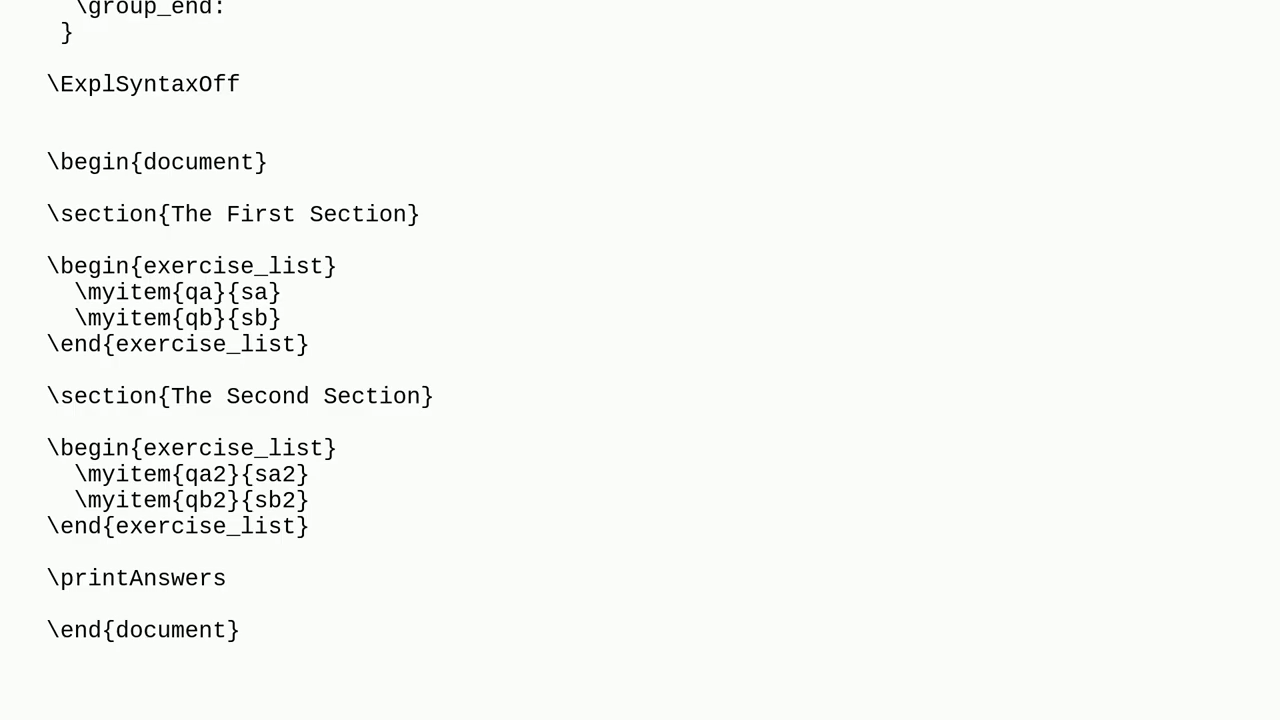 \group_end:
}
\ExplSyntaxOff
\begin{document}
\section{The First Section}
\begin{exercise_list}
\myitem{qa}{sa}
\myitem{qb}{sb}
\end{exercise_list}
\section{The Second Section}
\begin{exercise_list}
\myitem{qa2}{sa2}
\myitem{qb2}{sb2}
\end{exercise_list}
\printAnswers
\end{document}